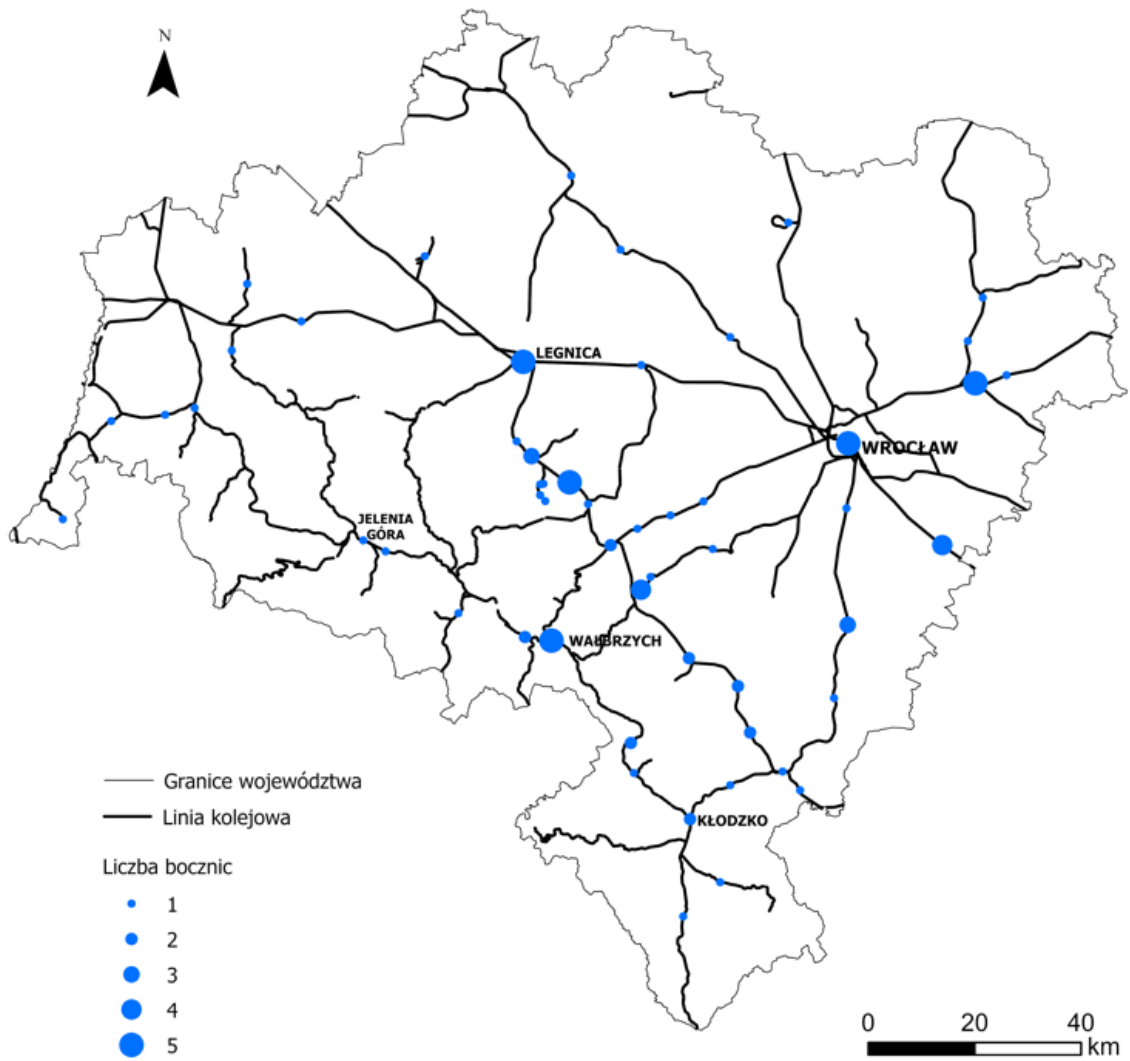 N
LEGNICA
WROCŁAW
JELENIA
GÓRA
WAŁBRZYCH
KŁODZKO
Granice województwa
Linia kolejowa
Liczba bocznic
1
2
3
4
5
0 20 40
km